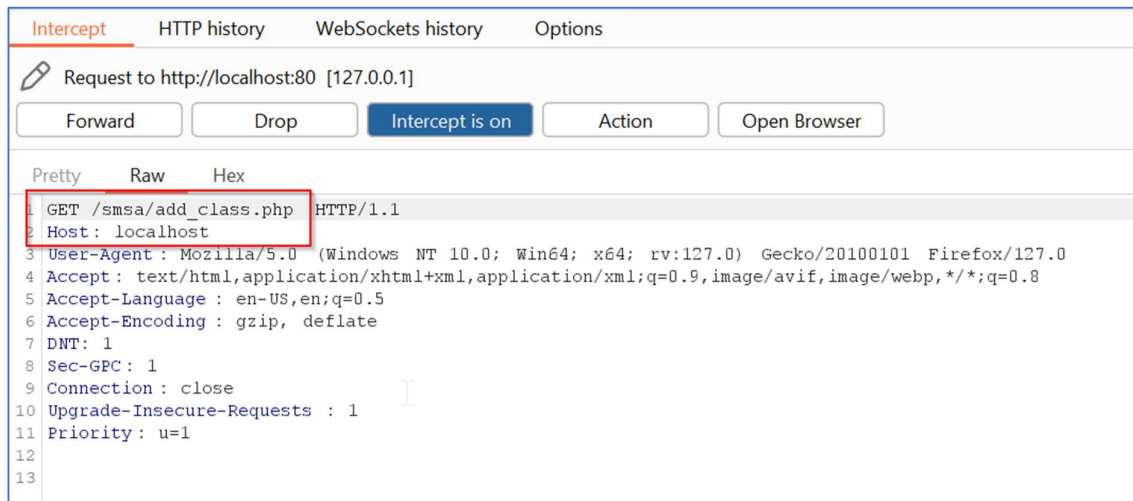 Intercept HTTP history WebSockets history Options
Request to http://localhost:80 [127.0.0.1]
Forward Drop Intercept is on Action Open Browser
Pretty Raw Hex
1 GET /smsa/add_class.php HTTP/1.1
2 Host: localhost
3 User-Agent: Mozilla/5.0 (Windows NT 10.0; Win64; x64; rv:127.0) Gecko/20100101 Firefox/127.0
4 Accept: text/html,application/xhtml+xml,application/xml;q=0.9,image/avif,image/webp,*/*;q=0.8
5 Accept-Language : en-US,en;q=0.5
6 Accept-Encoding : gzip, deflate
7 DNT: 1
8 Sec-GPC: 1
9 Connection : close
10 Upgrade-Insecure-Requests : 1
11 Priority: u=1
12
13